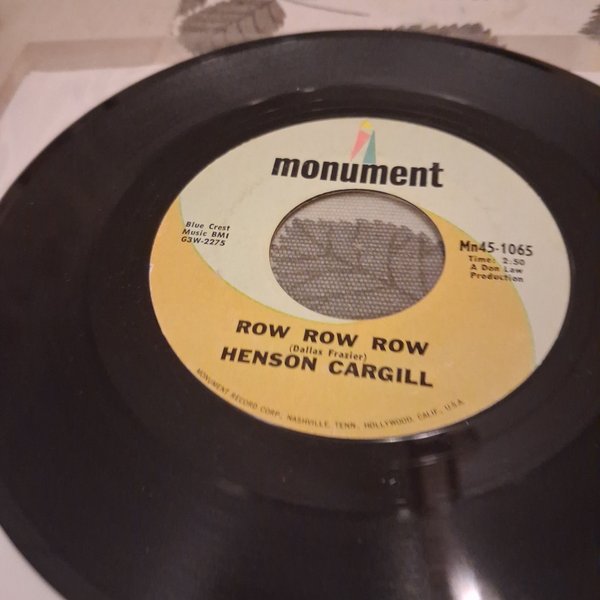 monument
Blue Crest
Music BMI
G3W-2275
Mn45-1065
Time: 2:50
A Don Law
Production
ROW ROW ROW
(Dallas Frazier)
HENSON CARGILL
MONUMENT RECORD CORP., NASHVILLE, TENN. HOLLYWOOD, CALIF., U.S.A.